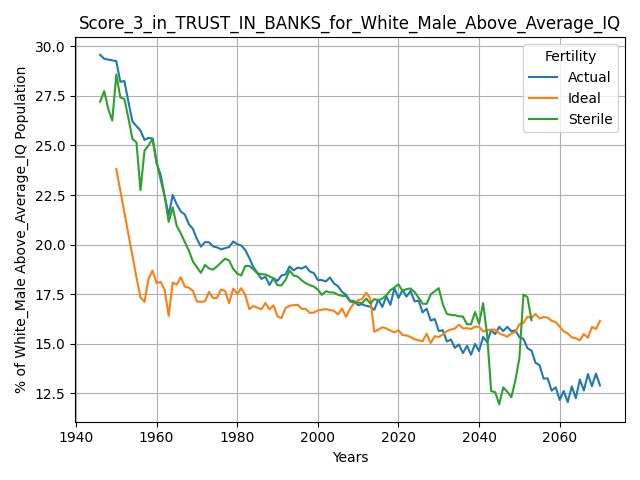 Score_3_in_TRUST_IN_BANKS_for_White_Male_Above_Average_IQ
% of White_Male Above_Average_IQ Population
30.0
27.5
25.0
22.5
20.0
17.5
15.0
12.5
Fertility
Actual
Ideal
Sterile
1940 1960 1980 2000 2020 2040 2060
Years